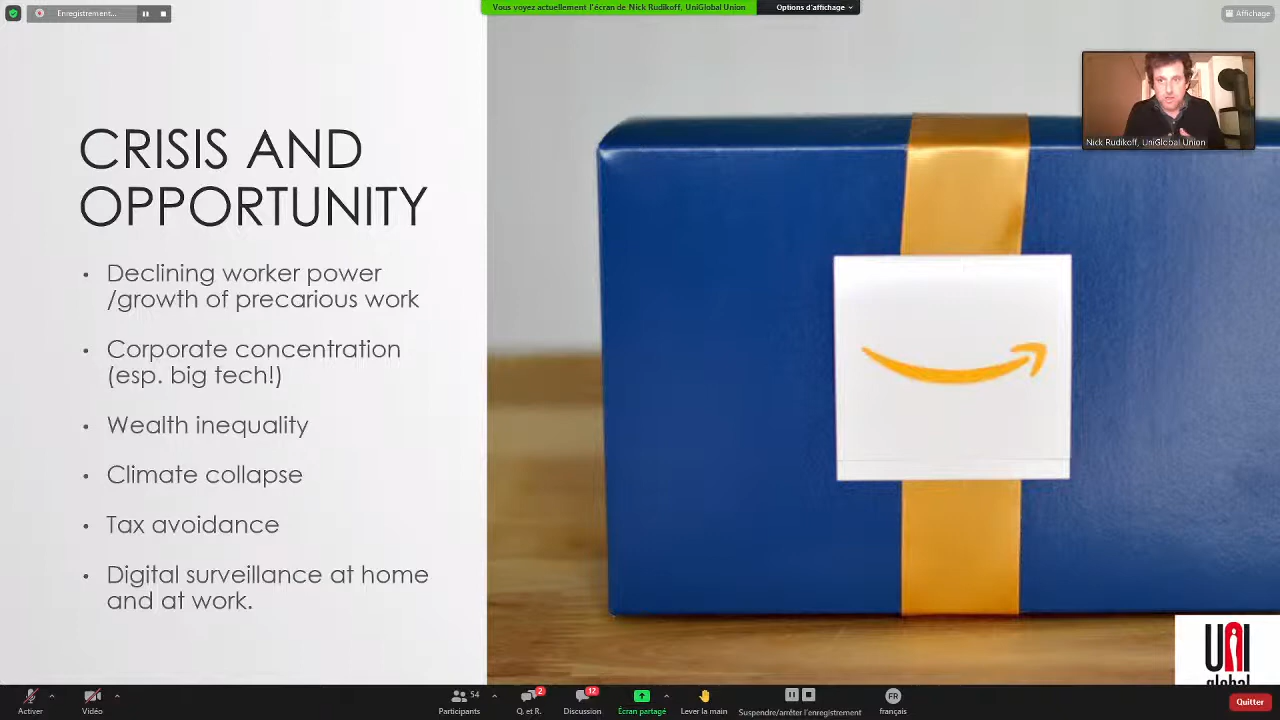 Enregistrement...
Vous voyez actuellement l'écran de Nick Rudikoff, UniGlobal Union
Options d'affichage
Affichage
Nick Rudikoff, UniGlobal Union
CRISIS AND
OPPORTUNITY
• Declining worker power
/growth of precarious work
• Corporate concentration
(esp. big tech!)
• Wealth inequality
• Climate collapse
• Tax avoidance
• Digital surveillance at home
and at work.
UNI
global
Activer
Vidéo
54
Participants
2
Q. et R.
12
Discussion
Écran partagé
Lever la main
Suspendre/arrêter l'enregistrement
FR
français
Quitter